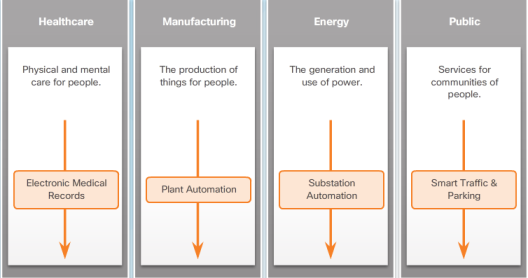 Healthcare
Physical and mental
care for people.
Electronic Medical
Records
Manufacturing
The production of
things for people.
Plant Automation
Energy
The generation and
use of power.
Substation
Automation
Public
Services for
communities of
people.
Smart Traffic &
Parking